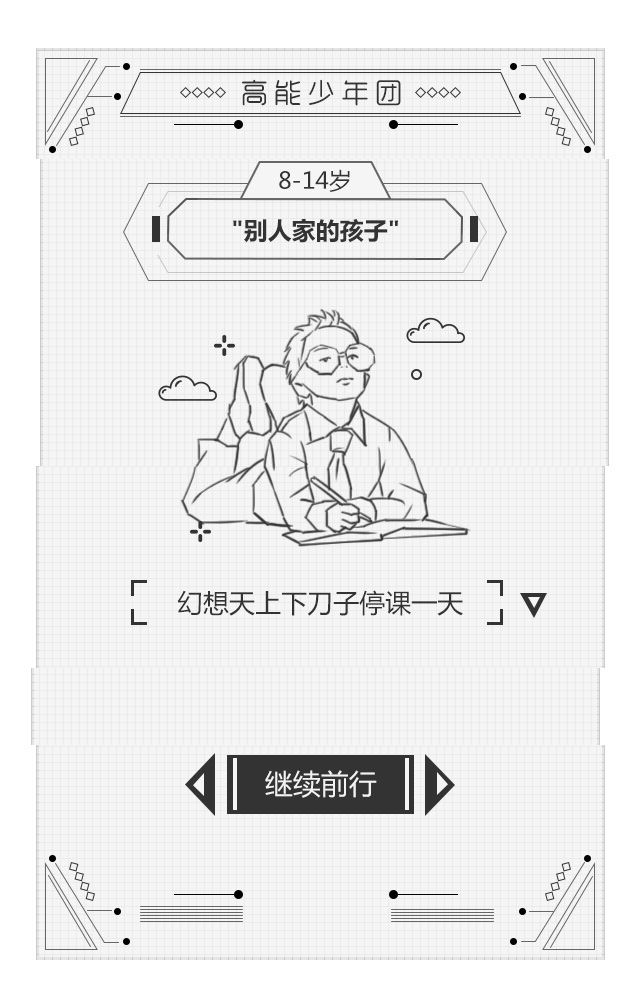 高能少年团
8-14岁
"别人家的孩子"
幻想天上下刀子停课一天
继续前行